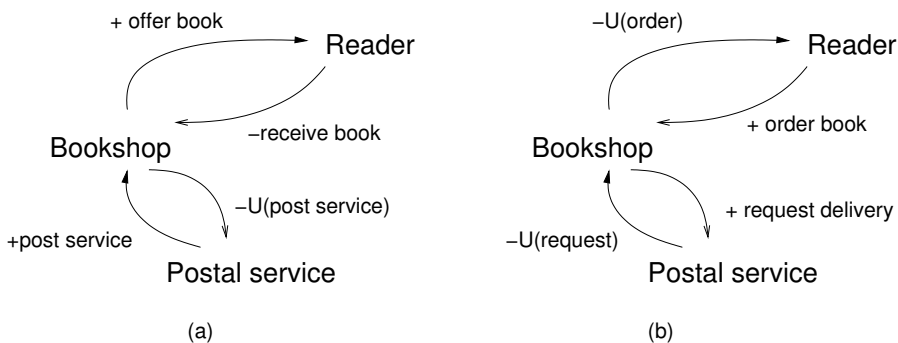 + offer book
Reader
−receive book
Bookshop
−U(post service)
+post service
Postal service
(a)
−U(order)
Reader
+ order book
Bookshop
+ request delivery
−U(request)
Postal service
(b)